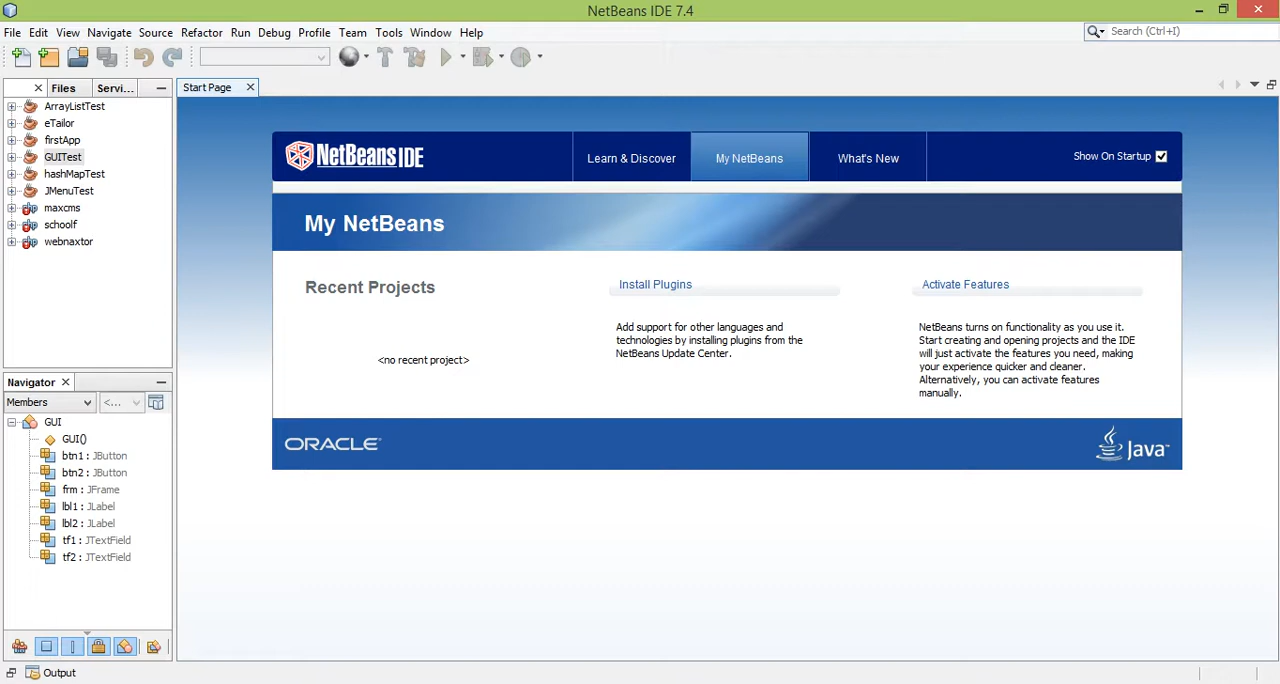 NetBeans IDE 7.4
File Edit View Navigate Source Refactor Run Debug Profile Team Tools Window Help
Search (Ctrl+I)
Files Servi...
Start Page
ArrayListTest
eTailor
firstApp
GUITest
hashMapTest
JMenuTest
maxcms
schoolf
webnaxtor
NetBeans IDE
Learn & Discover
My NetBeans
What's New
Show On Startup
My NetBeans
Recent Projects
<no recent project>
Install Plugins
Add support for other languages and
technologies by installing plugins from the
NetBeans Update Center.
Activate Features
NetBeans turns on functionality as you use it.
Start creating and opening projects and the IDE
will just activate the features you need, making
your experience quicker and cleaner.
Alternatively, you can activate features
manually.
ORACLE
Java
Navigator
Members
<...
GUI
GUI()
btn1 : JButton
btn2 : JButton
frm : JFrame
lbl1 : JLabel
lbl2 : JLabel
tf1 : JTextField
tf2 : JTextField
Output